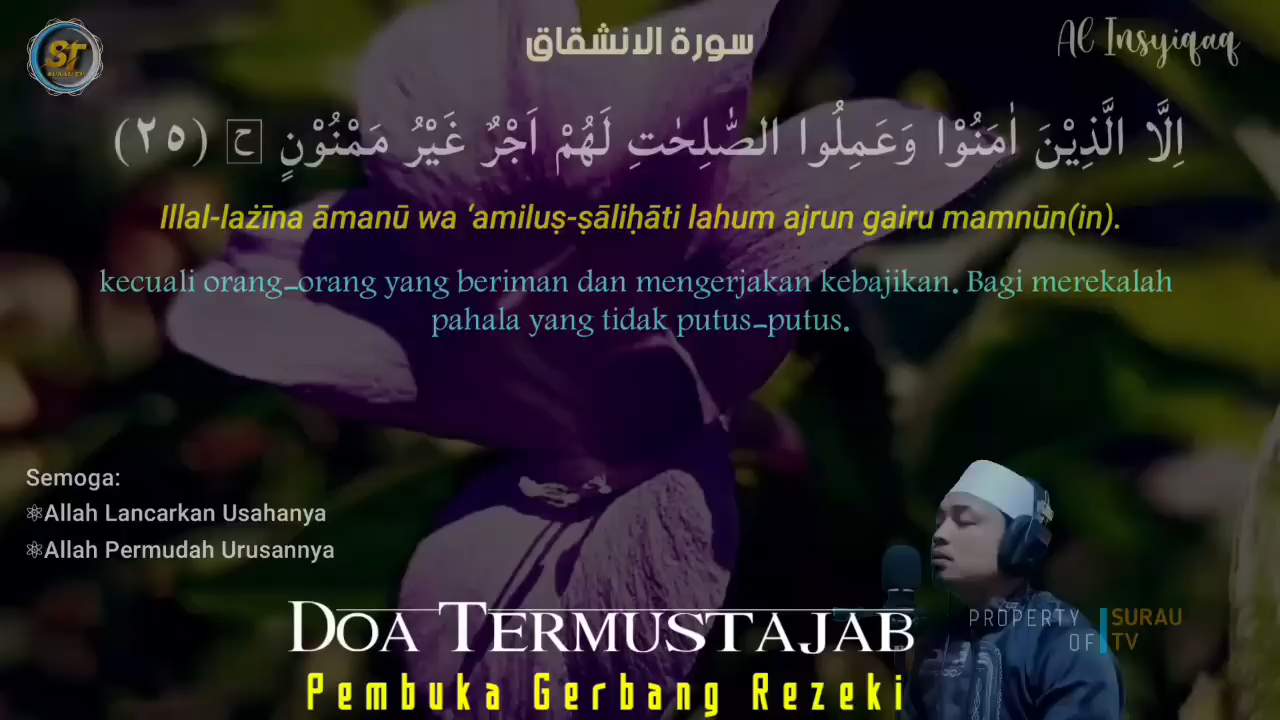 ST
SURAU TV
سورة الانشقاق
Al Insyiqaq
اِلَّا الَّذِيْنَ اٰمَنُوْا وَعَمِلُوا الصّٰلِحٰتِ لَهُمْ اَجْرٌ غَيْرُ مَمْنُوْنٍ ࣖ (٢٥)
Illal-lażīna āmanū wa ‘amiluṣ-ṣāliḥāti lahum ajrun gairu mamnūn(in).
kecuali orang-orang yang beriman dan mengerjakan kebajikan. Bagi merekalah
pahala yang tidak putus-putus.
Semoga:
⚛Allah Lancarkan Usahanya
⚛Allah Permudah Urusannya
DOA TERMUSTAJAB
Pembuka Gerbang Rezeki
PROPERTY OF
SURAU TV